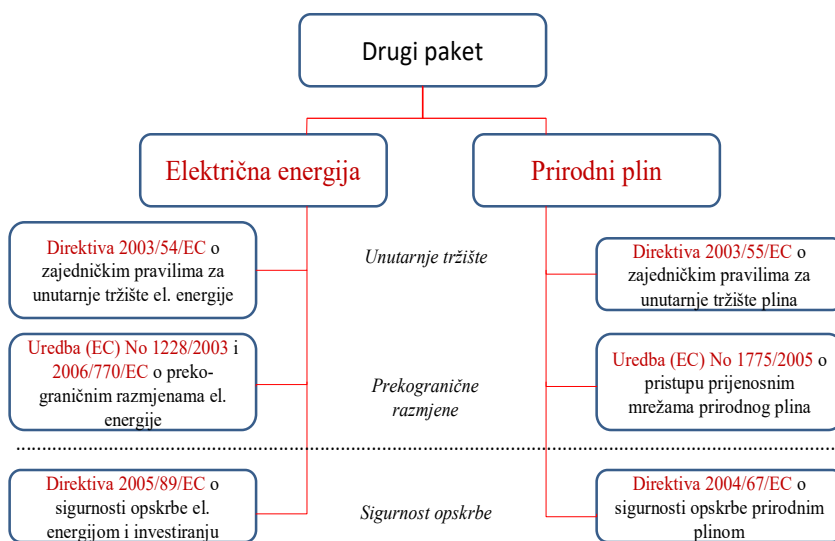 Drugi paket
Električna energija
Prirodni plin
Direktiva 2003/54/EC o
zajedničkim pravilima za
unutarnje tržište el. energije
Unutarnje tržište
Direktiva 2003/55/EC o
zajedničkim pravilima za
unutarnje tržište plina
Uredba (EC) No 1228/2003 i
2006/770/EC o preko-
graničnim razmjenama el.
energije
Prekogranične
razmjene
Uredba (EC) No 1775/2005 o
pristupu prijenosnim
mrežama prirodnog plina
Direktiva 2005/89/EC o
sigurnosti opskrbe el.
energijom i investiranju
Sigurnost opskrbe
Direktiva 2004/67/EC o
sigurnosti opskrbe prirodnim
plinom